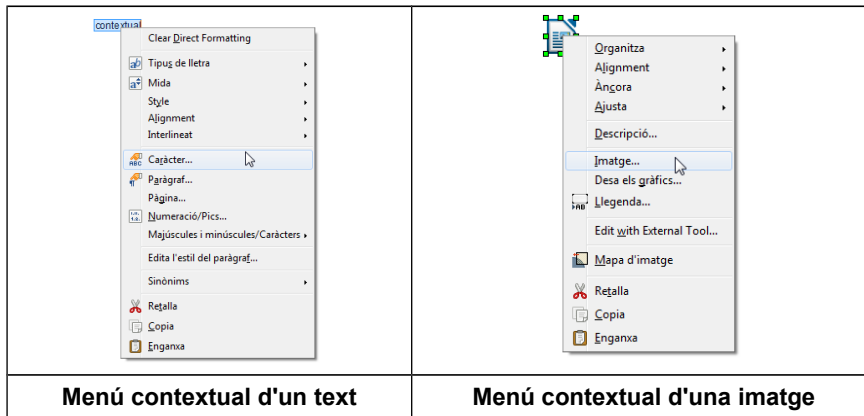 contextual
Clear Direct Formatting
Tipus de lletra
Mida
Style
Alignment
Interlineat
Caràcter...
Paràgraf...
Pàgina...
Numeració/Pics...
Majúscules i minúscules/Caràcters
Edita l'estil del paràgraf...
Sinònims
Retalla
Copia
Enganxa
Menú contextual d'un text
Organitza
Alignment
Àncora
Ajusta
Descripció...
Imatge...
Desa els gràfics...
Llegenda...
Edit with External Tool...
Mapa d'imatge
Retalla
Copia
Enganxa
Menú contextual d'una imatge